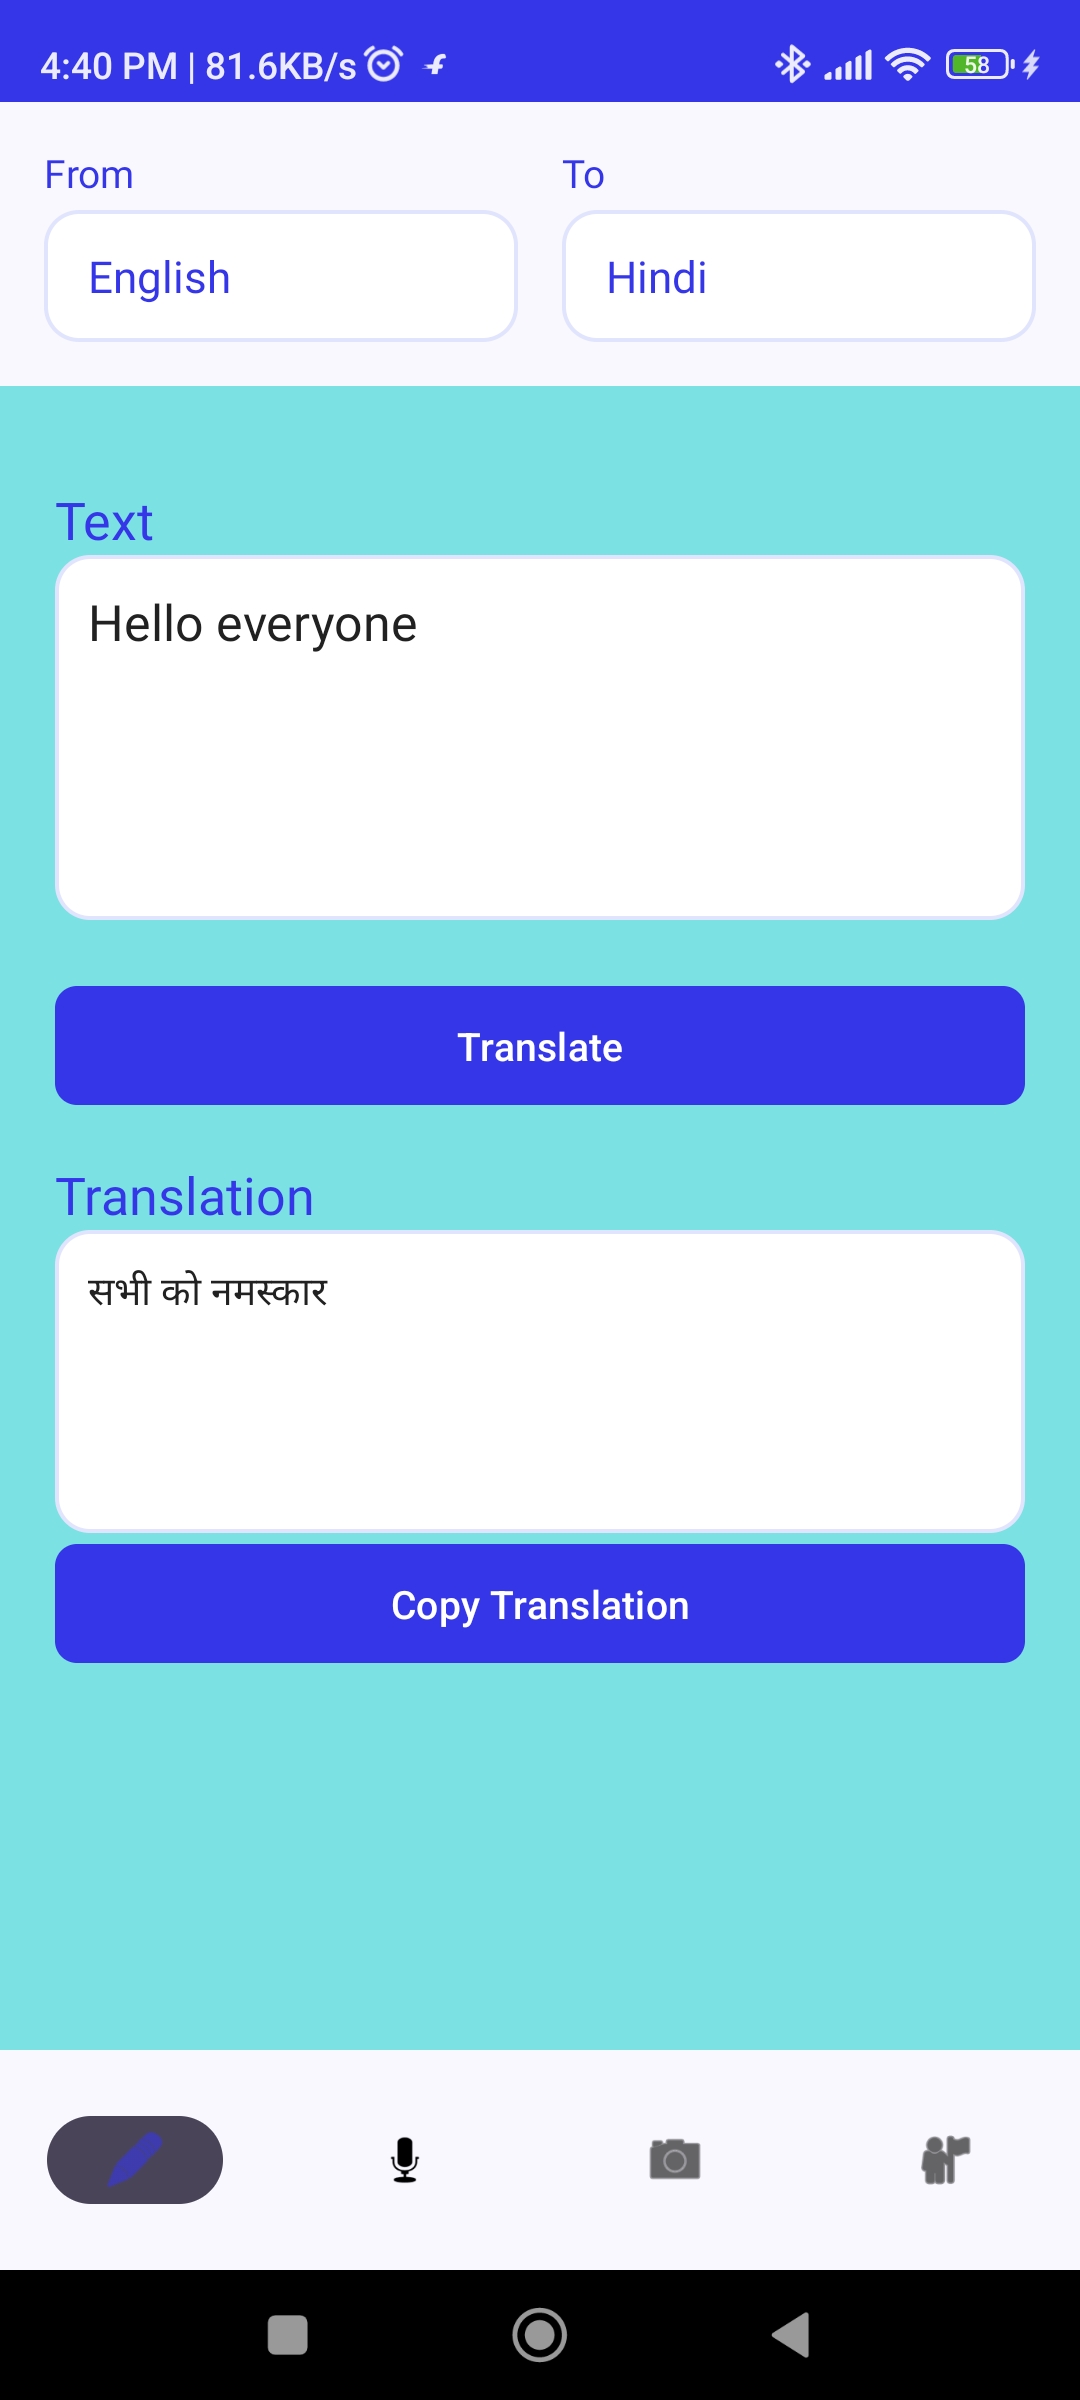 4:40 PM | 81.6KB/s
58
From
To
English
Hindi
Text
Hello everyone
Translate
Translation
सभी को नमस्कार
Copy Translation